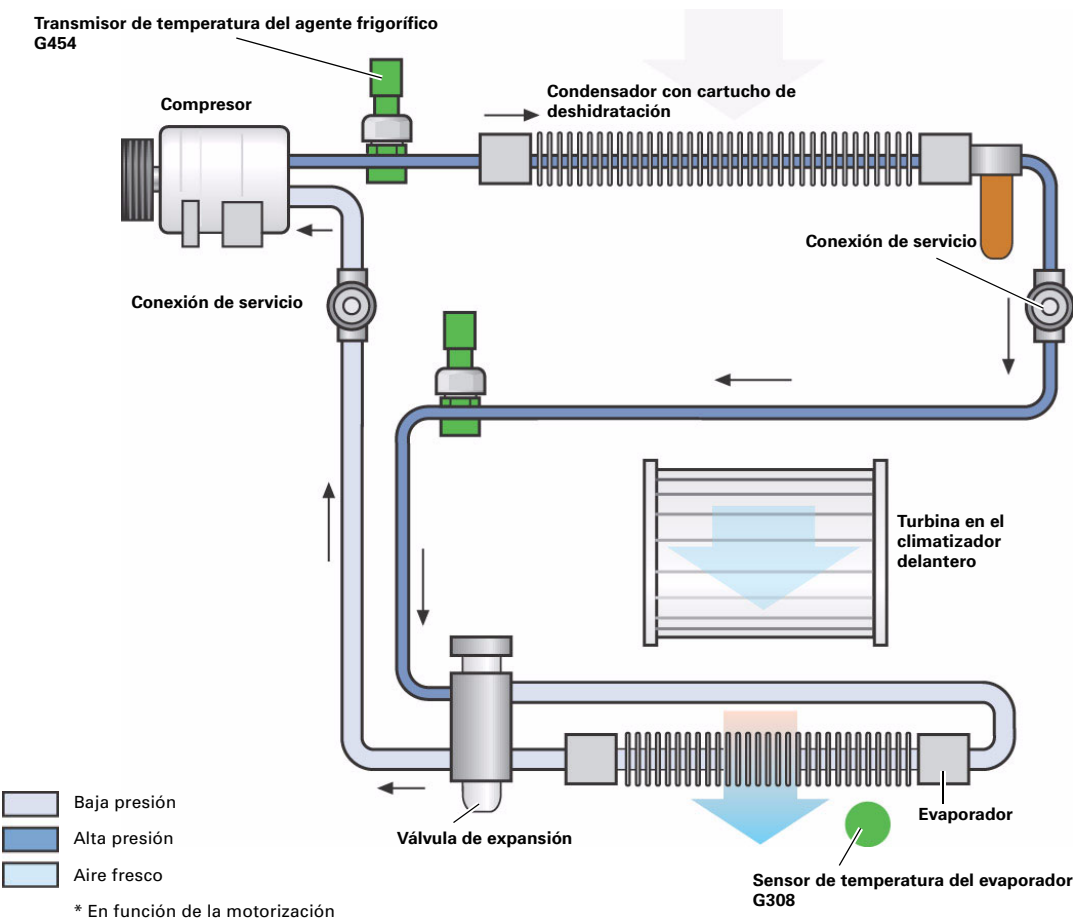 Transmisor de temperatura del agente frigorífico
G454
Compresor
Condensador con cartucho de
deshidratación
Conexión de servicio
Conexión de servicio
Turbina en el
climatizador
delantero
Baja presión
Alta presión
Aire fresco
* En función de la motorización
Válvula de expansión
Evaporador
Sensor de temperatura del evaporador
G308